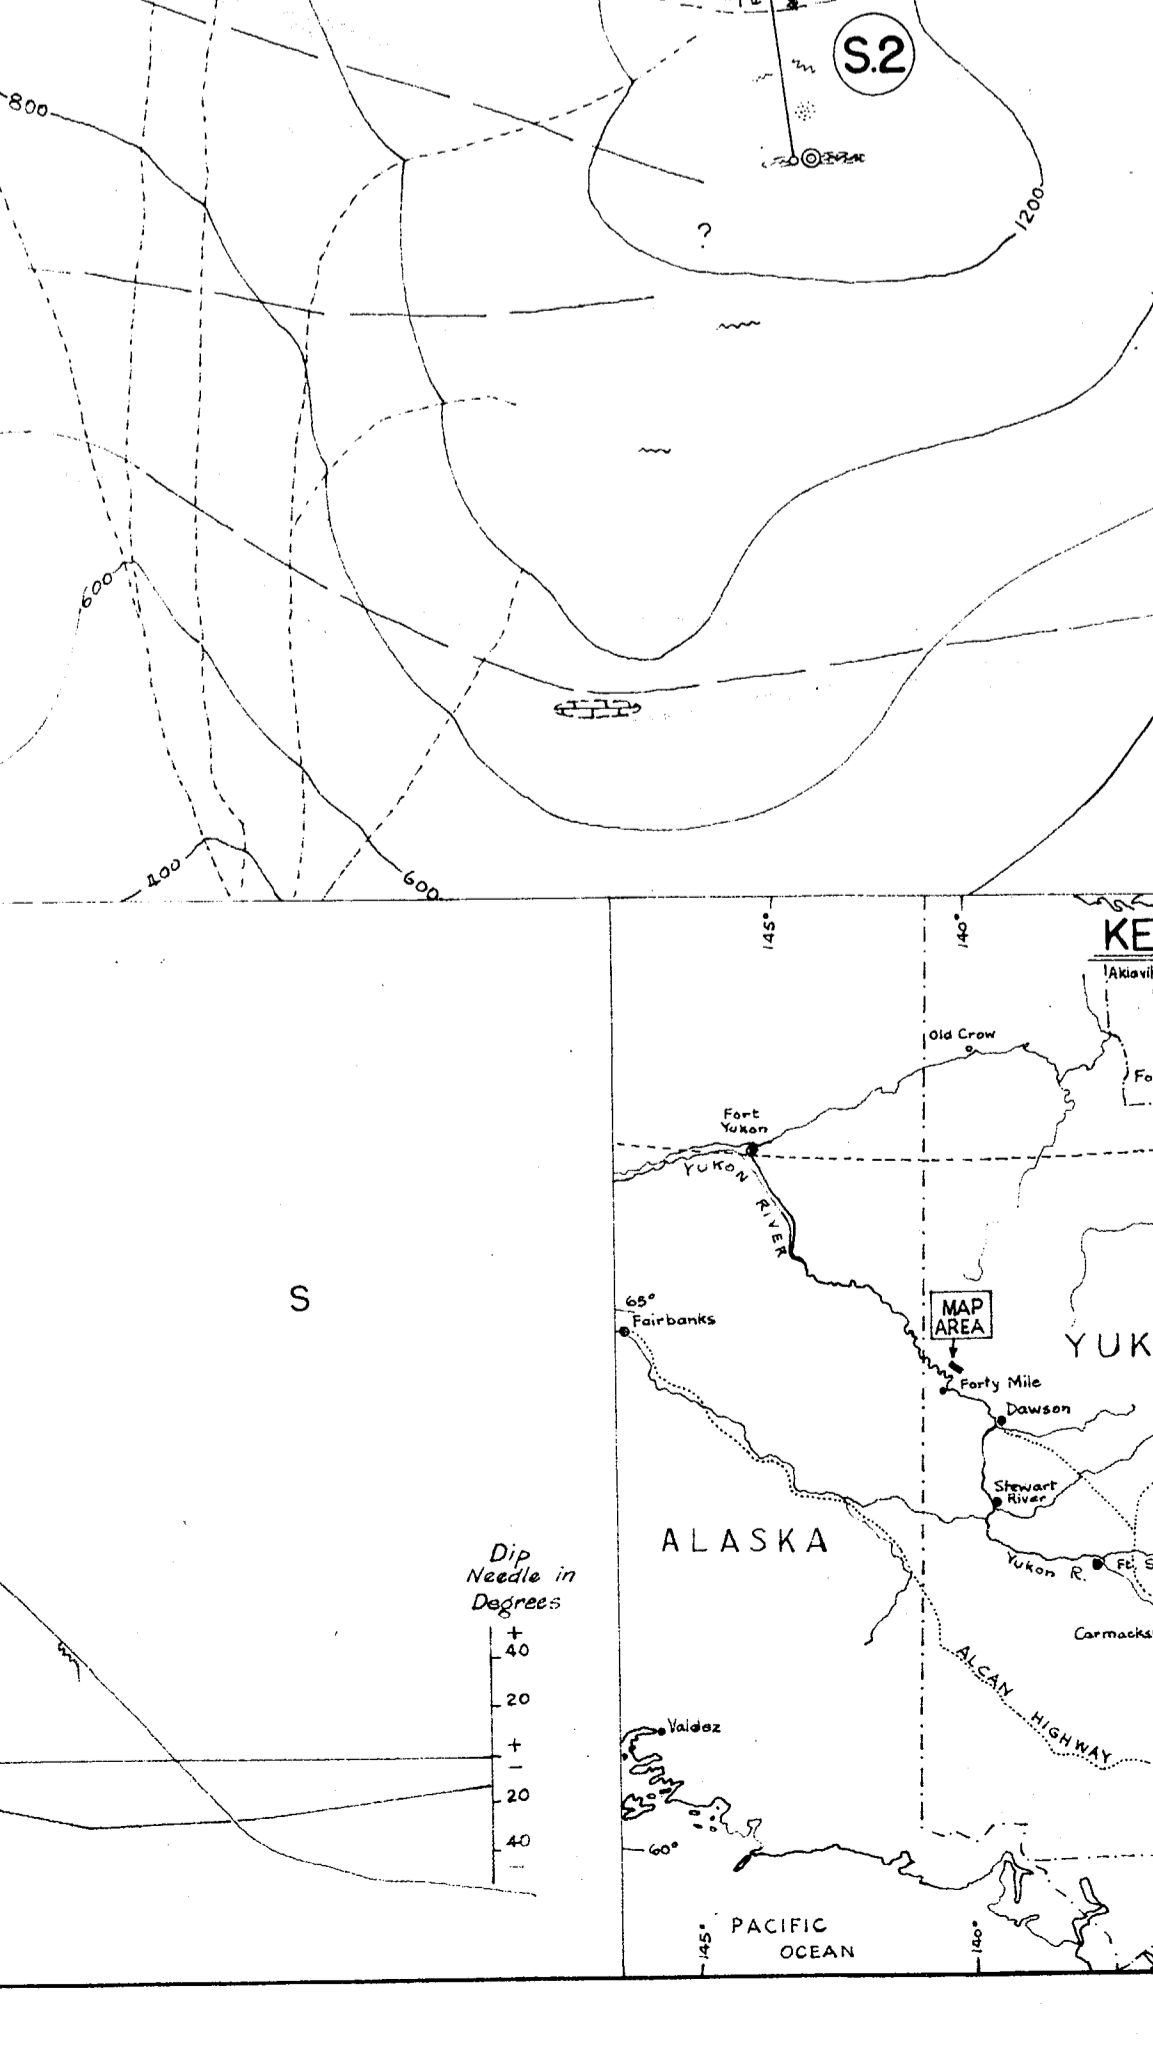 S.2
800
1200
?
600
400
600
145°
140°
KE
Old Crow
Fort
Yukon
YUKON RIVER
65°
Fairbanks
MAP
AREA
YUK
Forty Mile
Dawson
Stewart
River
ALASKA
Yukon R.
Ft. S
Carmacks
ALCAN HIGHWAY
Valdez
60°
PACIFIC
OCEAN
145°
140°
S
Dip
Needle in
Degrees
+
40
20
+
−
20
40
−